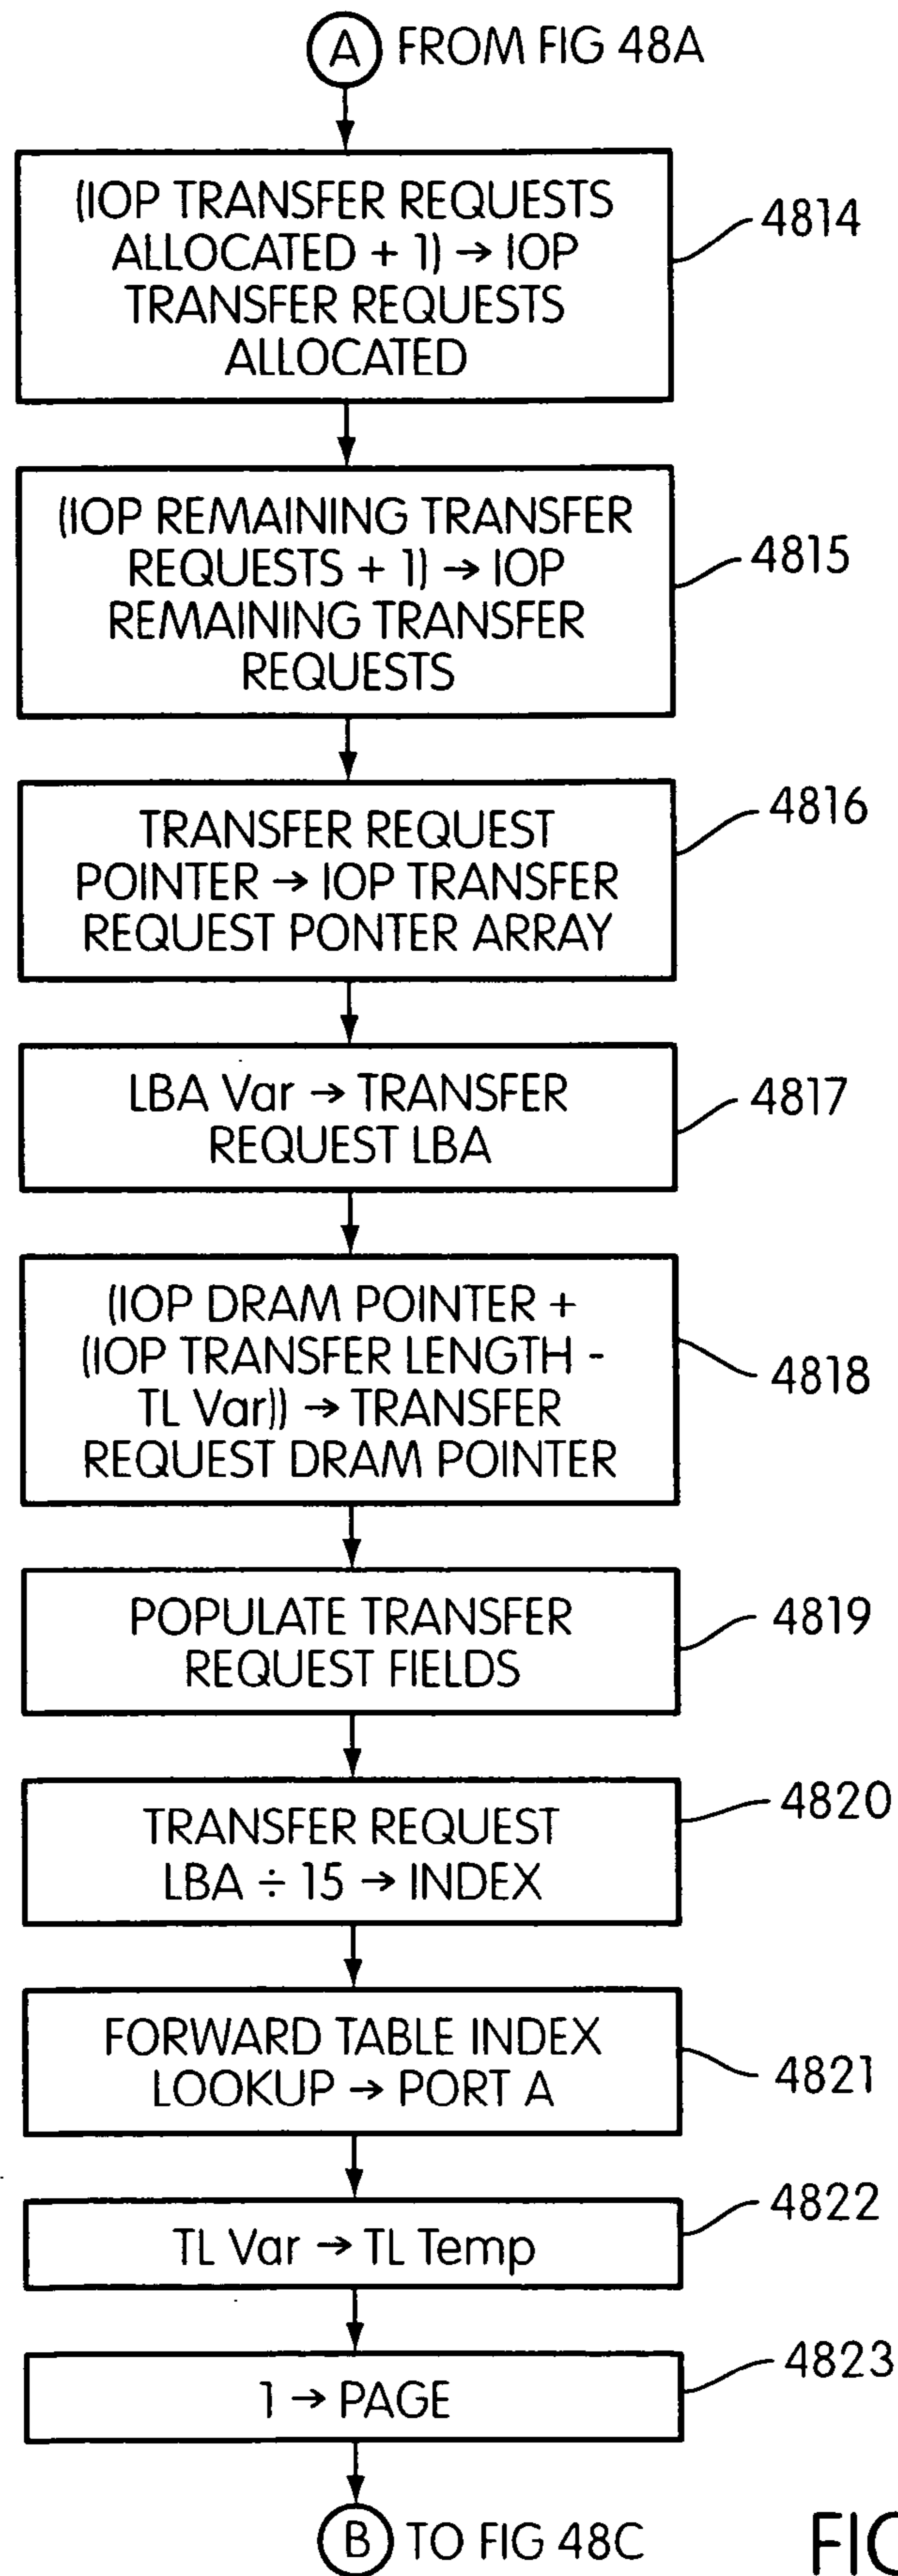 A FROM FIG 48A
(IOP TRANSFER REQUESTS
ALLOCATED + 1) → IOP
TRANSFER REQUESTS
ALLOCATED
4814
(IOP REMAINING TRANSFER
REQUESTS + 1) → IOP
REMAINING TRANSFER
REQUESTS
4815
TRANSFER REQUEST
POINTER → IOP TRANSFER
REQUEST PONTER ARRAY
4816
LBA Var → TRANSFER
REQUEST LBA
4817
(IOP DRAM POINTER +
(IOP TRANSFER LENGTH -
TL Var)) → TRANSFER
REQUEST DRAM POINTER
4818
POPULATE TRANSFER
REQUEST FIELDS
4819
TRANSFER REQUEST
LBA ÷ 15 → INDEX
4820
FORWARD TABLE INDEX
LOOKUP → PORT A
4821
TL Var → TL Temp
4822
1 → PAGE
4823
B TO FIG 48C